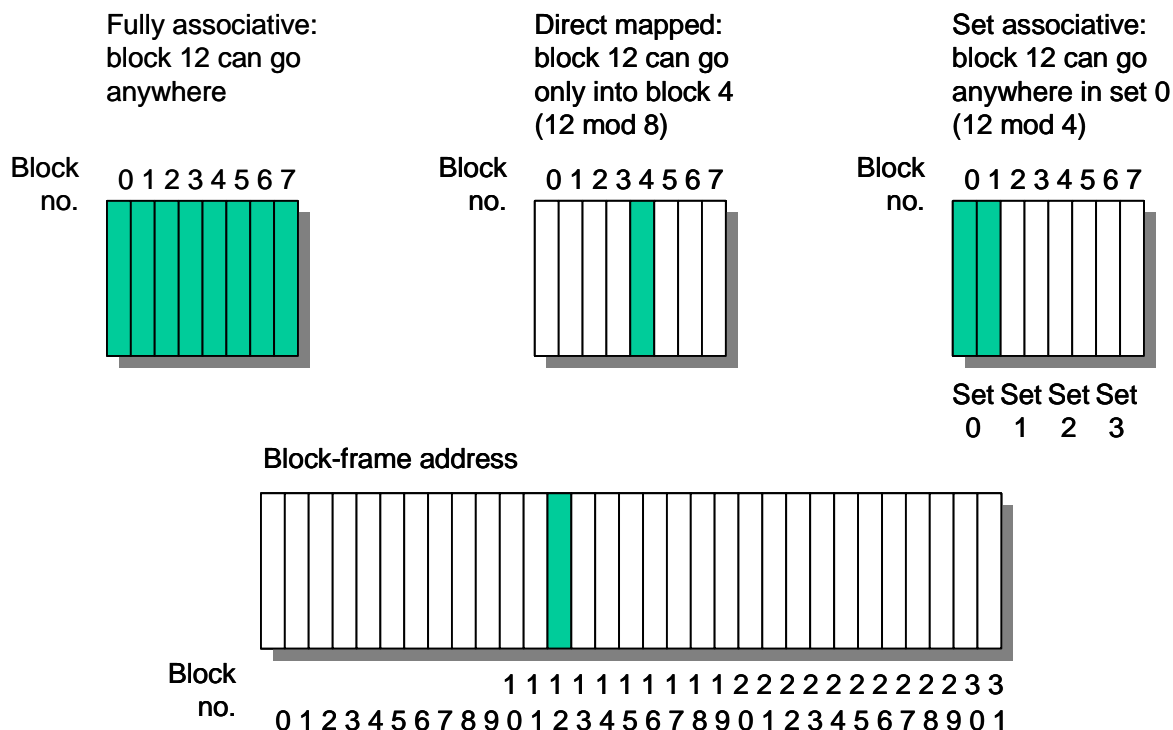 Fully associative:
block 12 can go
anywhere
Direct mapped:
block 12 can go
only into block 4
(12 mod 8)
Set associative:
block 12 can go
anywhere in set 0
(12 mod 4)
Block
no.
0 1 2 3 4 5 6 7
Block
no.
0 1 2 3 4 5 6 7
Block
no.
0 1 2 3 4 5 6 7
Set Set Set Set
0 1 2 3
Block-frame address
Block
no.
1 1 1 1 1 1 1 1 1 1 2 2 2 2 2 2 2 2 2 2 3 3
0 1 2 3 4 5 6 7 8 9 0 1 2 3 4 5 6 7 8 9 0 1 2 3 4 5 6 7 8 9 0 1